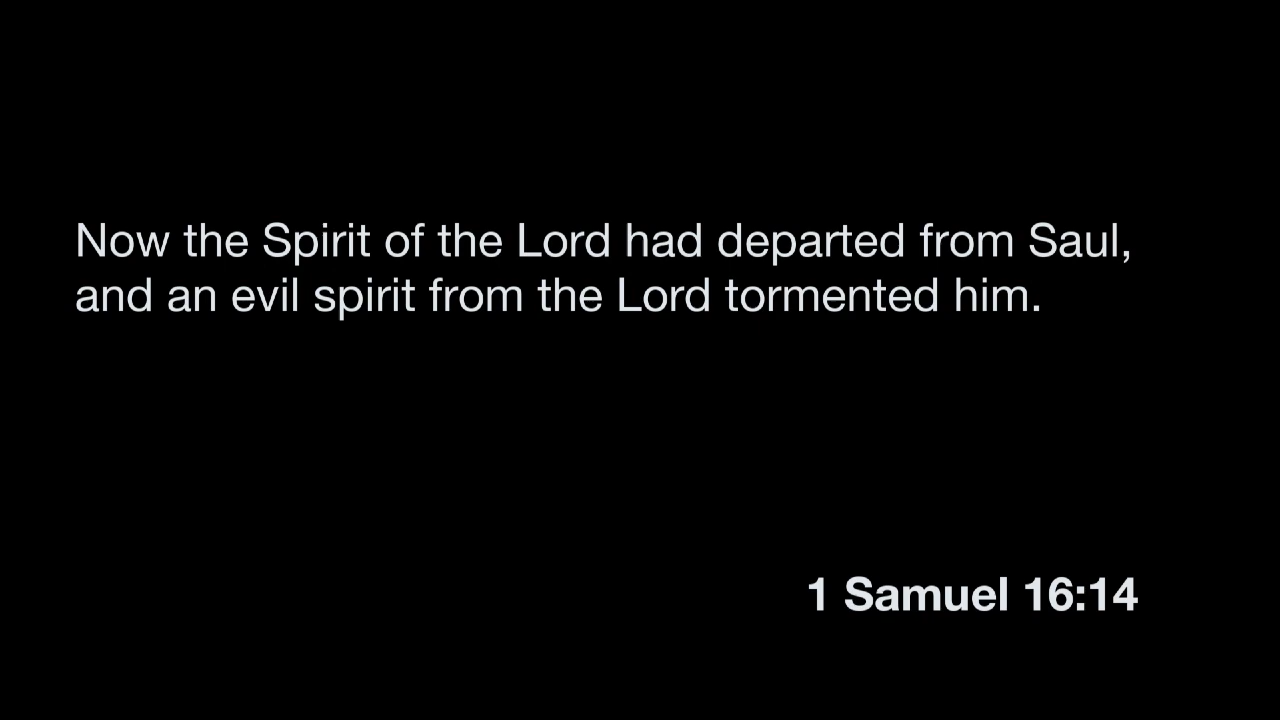 Now the Spirit of the Lord had departed from Saul,
and an evil spirit from the Lord tormented him.
1 Samuel 16:14